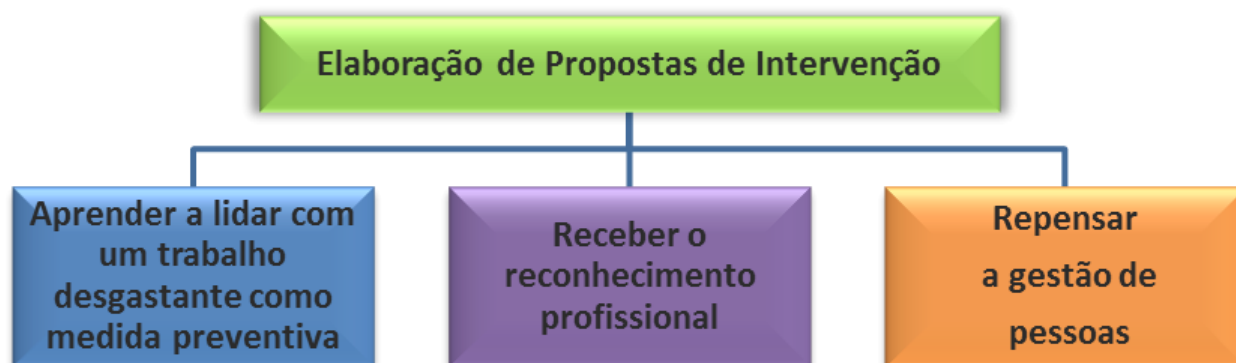 Elaboração de Propostas de Intervenção
Aprender a lidar com
um trabalho
desgastante como
medida preventiva
Receber o
reconhecimento
profissional
Repensar
a gestão de
pessoas